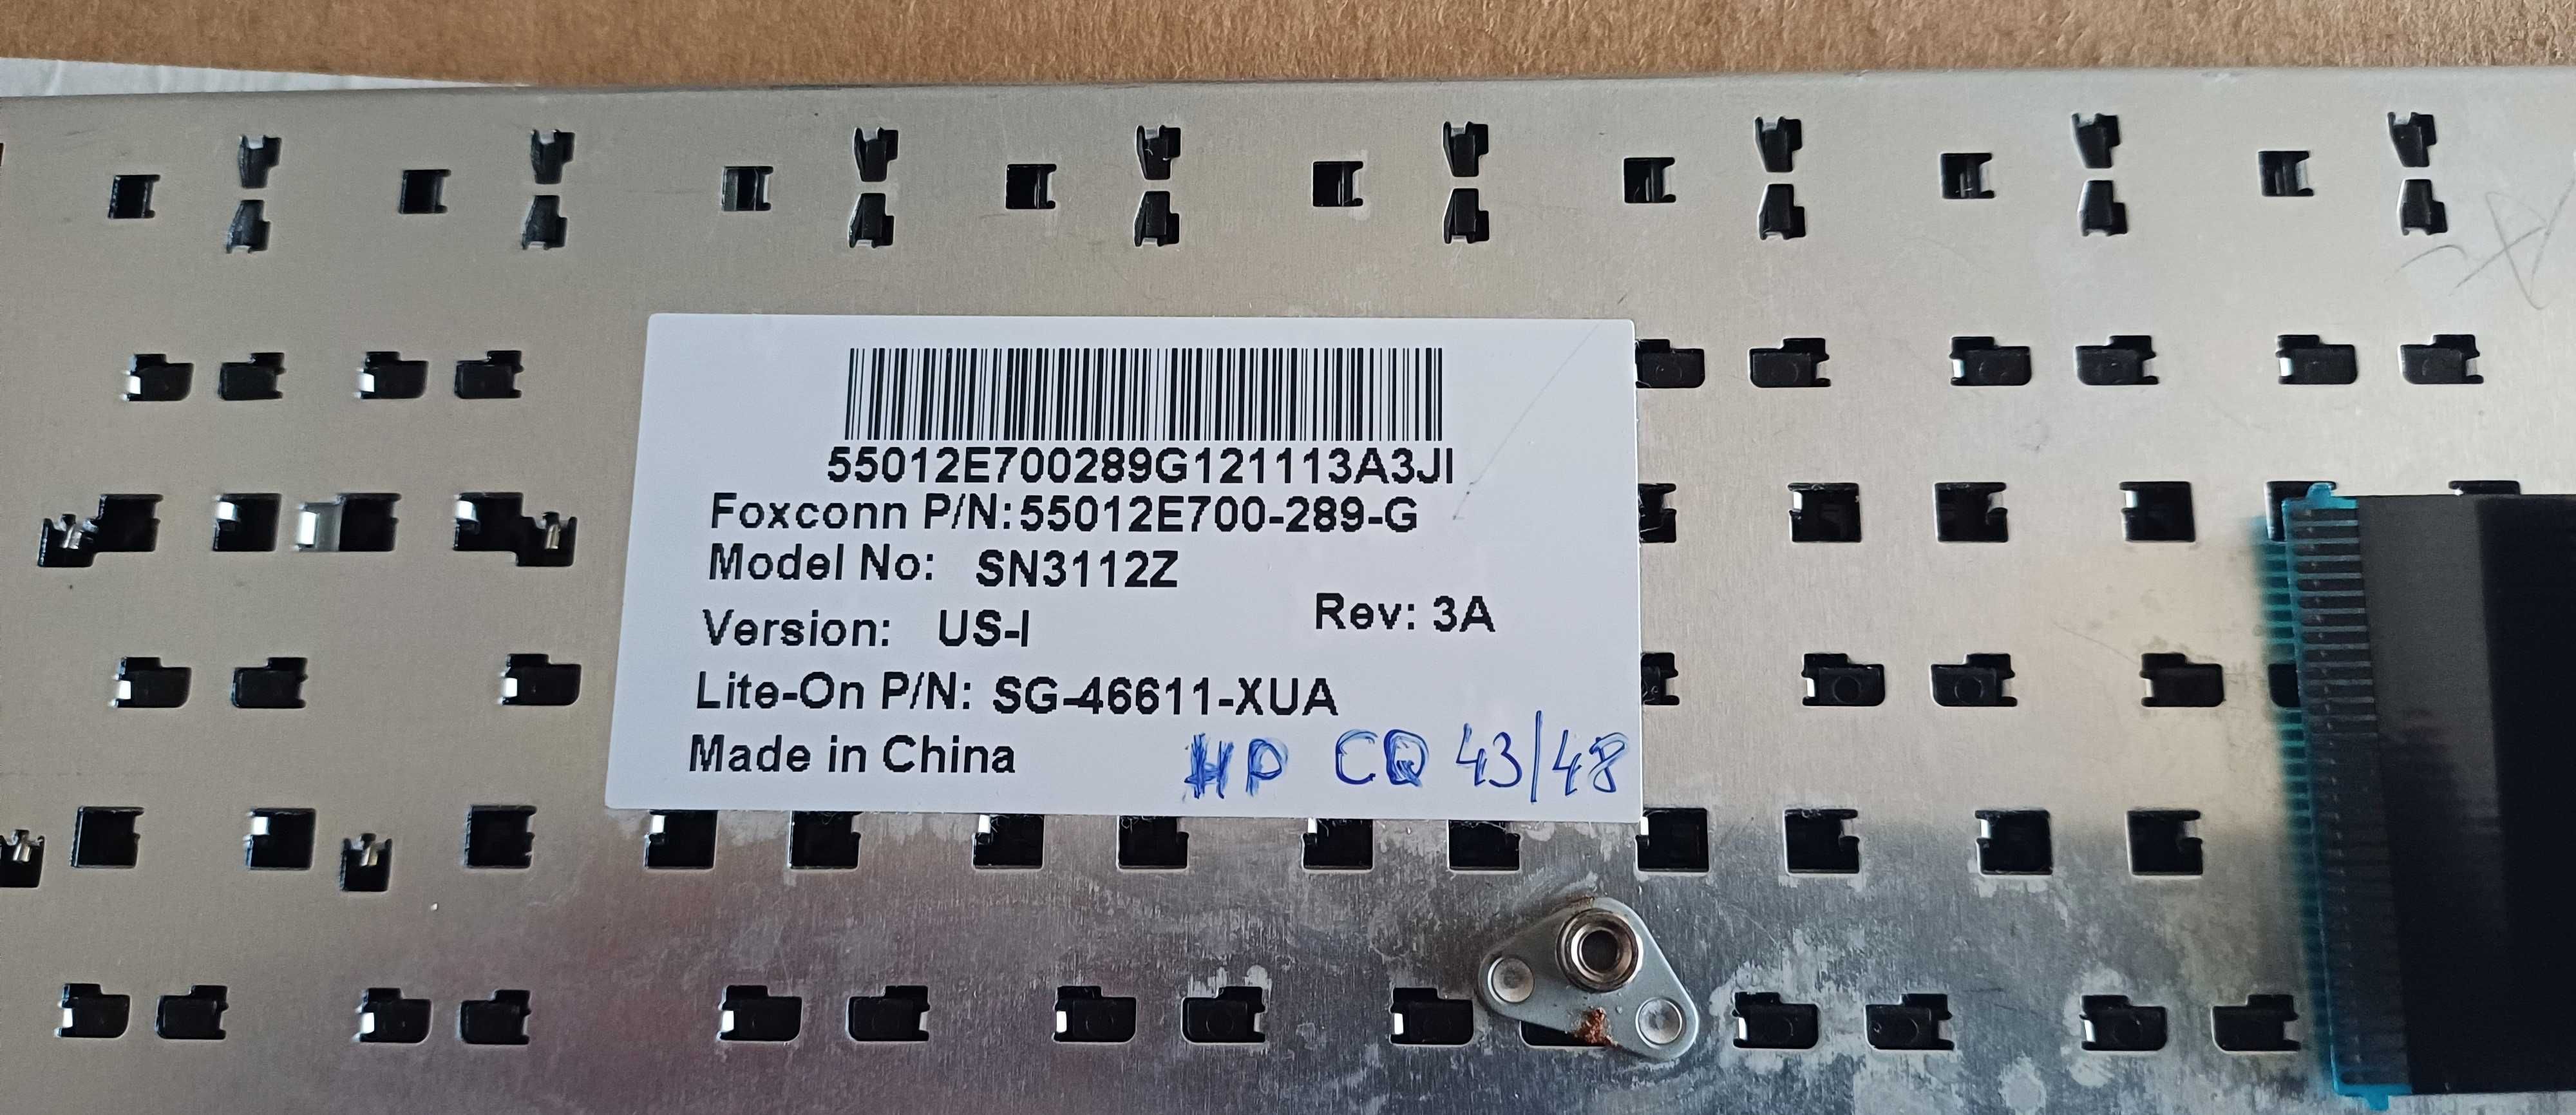 55012E700289G121113A3JI
Foxconn P/N:55012E700-289-G
Model No: SN3112Z
Version: US-I Rev: 3A
Lite-On P/N: SG-46611-XUA
Made in China HP CQ 43/48